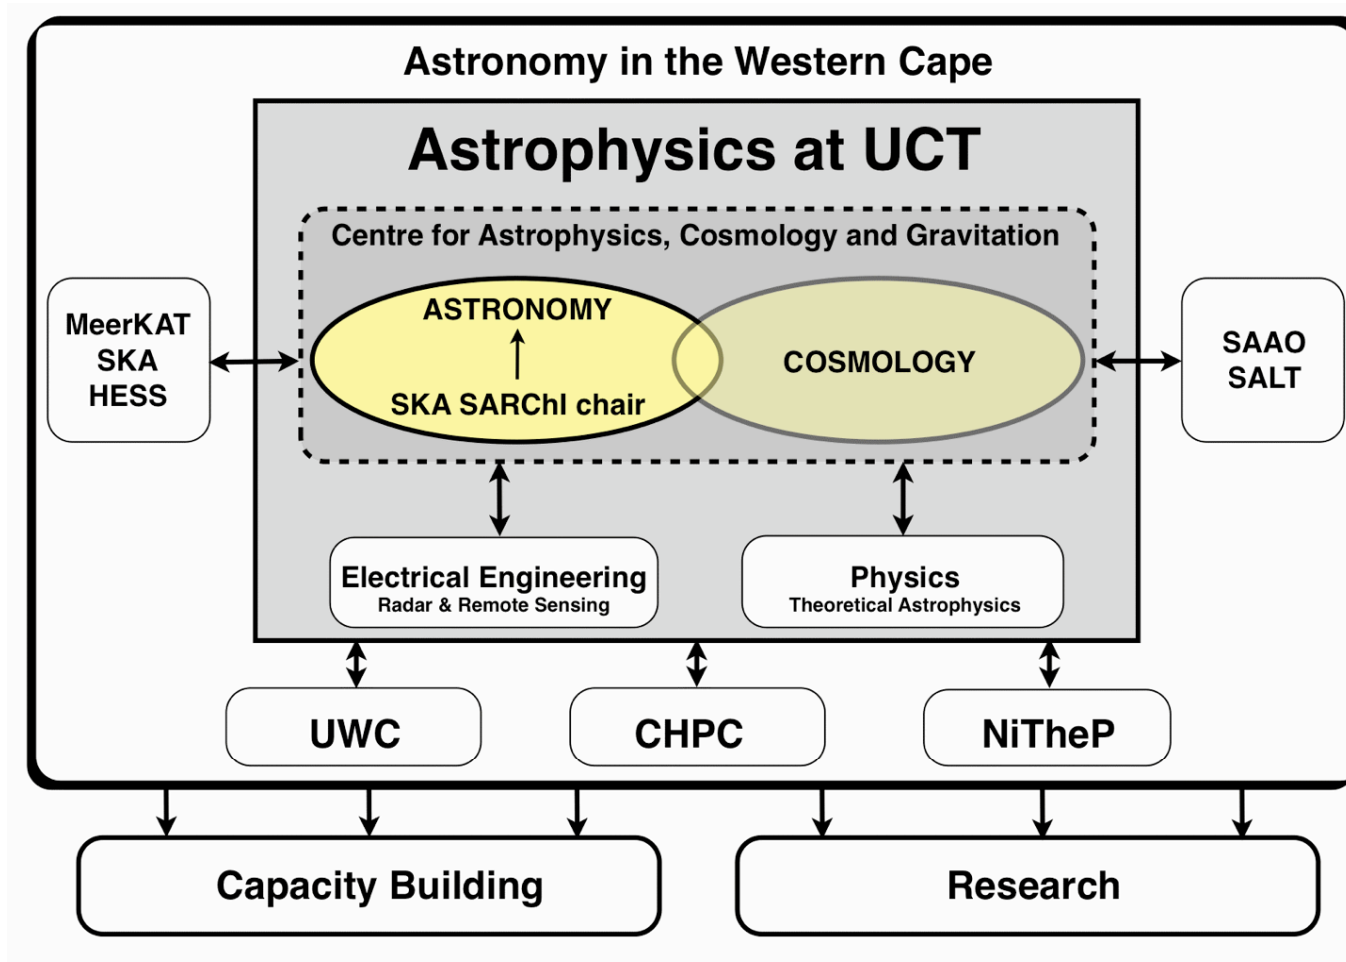 Astronomy in the Western Cape
Astrophysics at UCT
Centre for Astrophysics, Cosmology and Gravitation
ASTRONOMY
SKA SARChI chair
COSMOLOGY
MeerKAT
SKA
HESS
SAAO
SALT
Electrical Engineering
Radar & Remote Sensing
Physics
Theoretical Astrophysics
UWC
CHPC
NiTheP
Capacity Building
Research